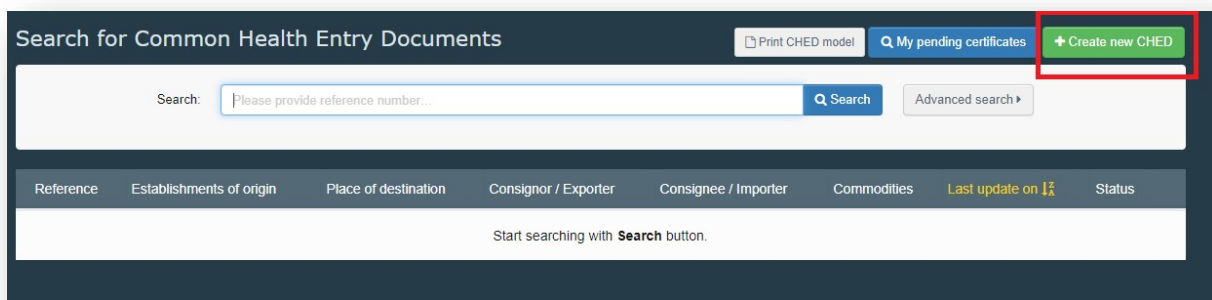 Search for Common Health Entry Documents
Print CHED model
My pending certificates
Create new CHED
Search:
Please provide reference number...
Search
Advanced search
Reference Establishments of origin Place of destination Consignor / Exporter Consignee / Importer Commodities Last update on Status
Start searching with Search button.